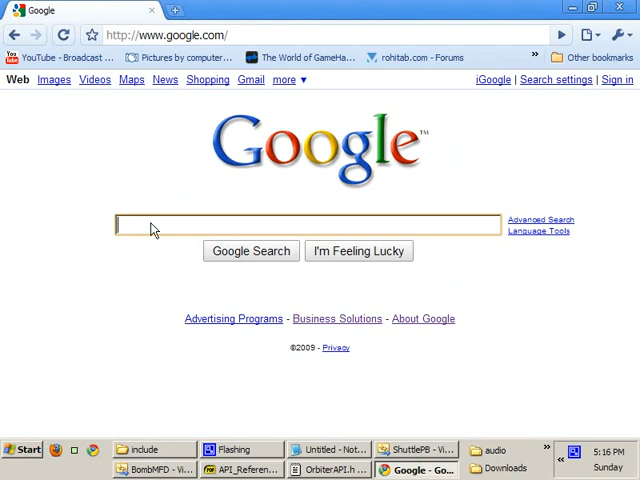 Google
http://www.google.com/
YouTube - Broadcast ... Pictures by computer... The World of GameHa... rohitab.com - Forums » Other bookmarks
Web Images Videos Maps News Shopping Gmail more ▼ iGoogle | Search settings | Sign in
Google™
Advanced Search
Language Tools
Google Search I'm Feeling Lucky
Advertising Programs - Business Solutions - About Google
©2009 - Privacy
Start include Flashing Untitled - Not... ShuttlePB - Vi... audio » « 5:16 PM
BombMFD - Vi... API_Referen... OrbiterAPI.h ... Google - Go... Downloads Sunday